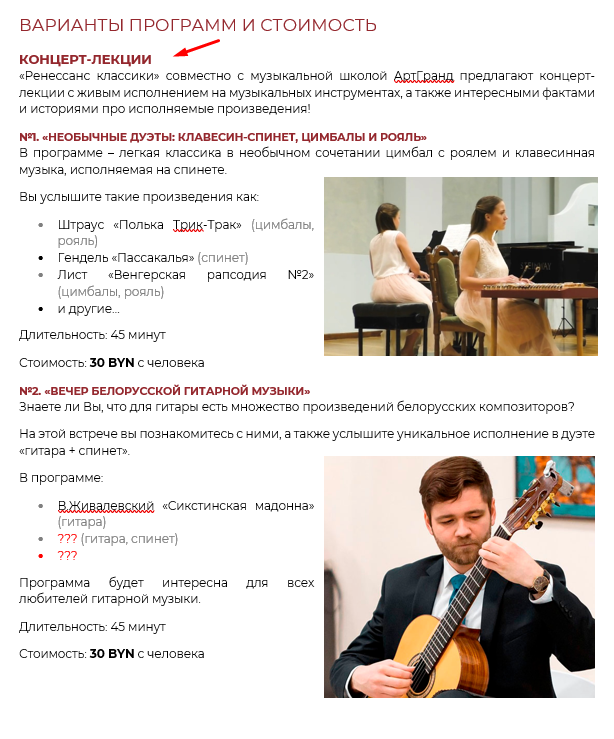 ВАРИАНТЫ ПРОГРАММ И СТОИМОСТЬ
КОНЦЕРТ-ЛЕКЦИИ
«Ренессанс классики» совместно с музыкальной школой АртГранд предлагают концерт-
лекции с живым исполнением на музыкальных инструментах, а также интересными фактами
и историями про исполняемые произведения!
№1. «НЕОБЫЧНЫЕ ДУЭТЫ: КЛАВЕСИН-СПИНЕТ, ЦИМБАЛЫ И РОЯЛЬ»
В программе – легкая классика в необычном сочетании цимбал с роялем и клавесинная
музыка, исполняемая на спинете.
Вы услышите такие произведения как:
• Штраус «Полька Трик-Трак» (цимбалы,
рояль)
• Гендель «Пассакалья» (спинет)
• Лист «Венгерская рапсодия №2»
(цимбалы, рояль)
• и другие...
Длительность: 45 минут
Стоимость: 30 BYN с человека
№2. «ВЕЧЕР БЕЛОРУССКОЙ ГИТАРНОЙ МУЗЫКИ»
Знаете ли Вы, что для гитары есть множество произведений белорусских композиторов?
На этой встрече вы познакомитесь с ними, а также услышите уникальное исполнение в дуэте
«гитара + спинет».
В программе:
• В.Живалевский «Сикстинская мадонна»
(гитара)
• ??? (гитара, спинет)
• ???
Программа будет интересна для всех
любителей гитарной музыки.
Длительность: 45 минут
Стоимость: 30 BYN с человека